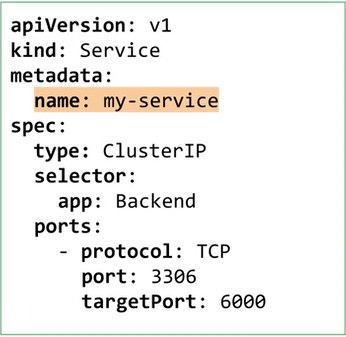 apiVersion: v1
kind: Service
metadata:
  name: my-service
spec:
  type: ClusterIP
  selector:
    app: Backend
  ports:
    - protocol: TCP
      port: 3306
      targetPort: 6000